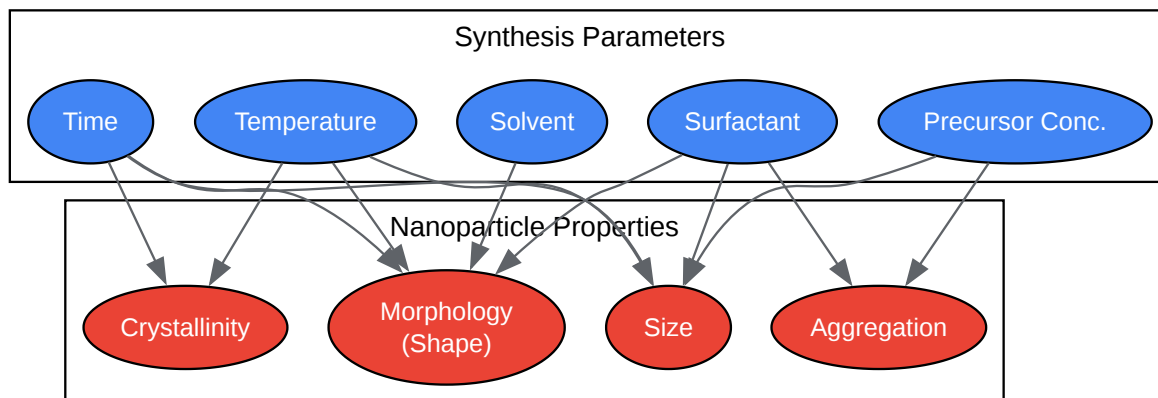 Synthesis Parameters
Time
Temperature
Solvent
Surfactant
Precursor Conc.
Nanoparticle Properties
Crystallinity
Morphology
(Shape)
Size
Aggregation